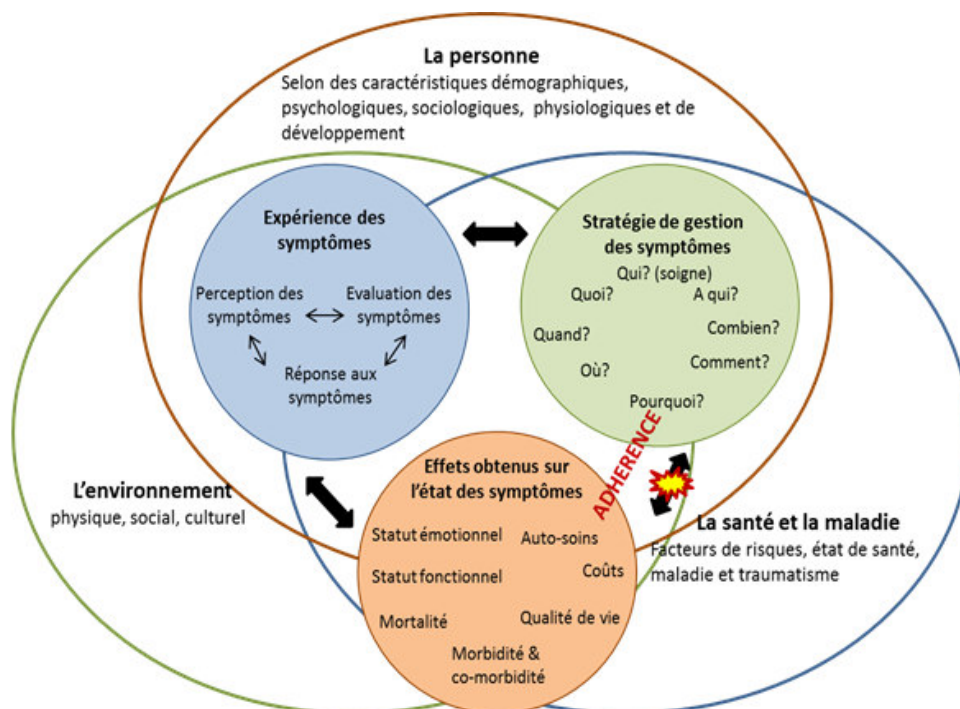 La personne
Selon des caractéristiques démographiques,
psychologiques, sociologiques, physiologiques et de
développement
Expérience des
symptômes
Perception des
symptômes
Evaluation des
symptômes
Réponse aux
symptômes
Stratégie de gestion
des symptômes
Qui? (soigne)
Quoi?
A qui?
Quand?
Combien?
Où?
Comment?
Pourquoi?
ADHERENCE
L'environnement
physique, social, culturel
Effets obtenus sur
l'état des symptômes
Statut émotionnel
Auto-soins
Statut fonctionnel
Coûts
Mortalité
Qualité de vie
Morbidité &
co-morbidité
La santé et la maladie
Facteurs de risques, état de santé,
maladie et traumatisme